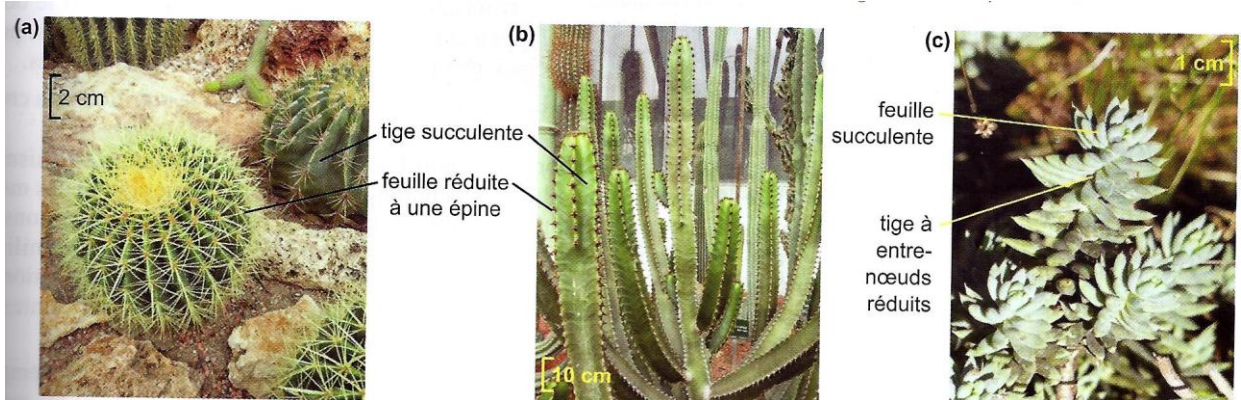 (a)
2 cm
tige succulente
feuille réduite
à une épine
(b)
10 cm
(c)
1 cm
feuille
succulente
tige à
entre-
nœuds
réduits